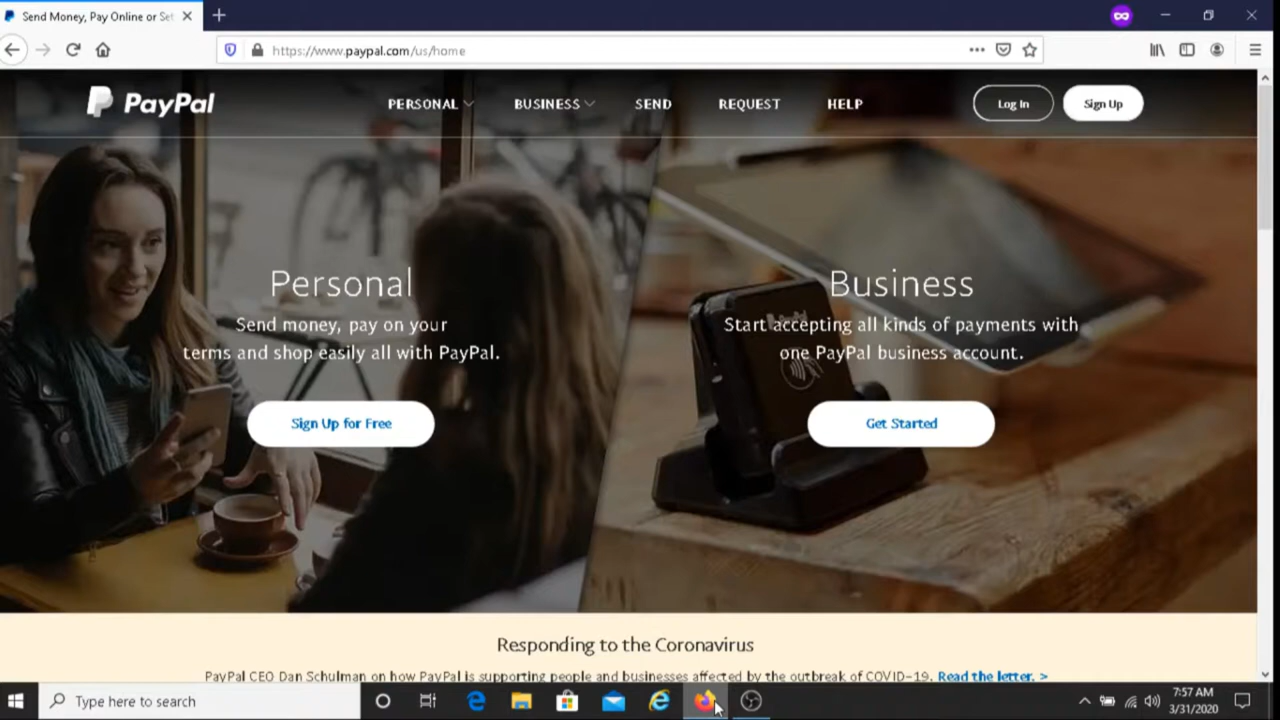 Send Money, Pay Online or Set
https://www.paypal.com/us/home
PayPal
PERSONAL
BUSINESS
SEND
REQUEST
HELP
Log In
Sign Up
Personal
Send money, pay on your
terms and shop easily all with PayPal.
Sign Up for Free
Business
Start accepting all kinds of payments with
one PayPal business account.
Get Started
Responding to the Coronavirus
PayPal CEO Dan Schulman on how PayPal is supporting people and businesses affected by the outbreak of COVID-19. Read the letter. >
Type here to search
7:57 AM
3/31/2020